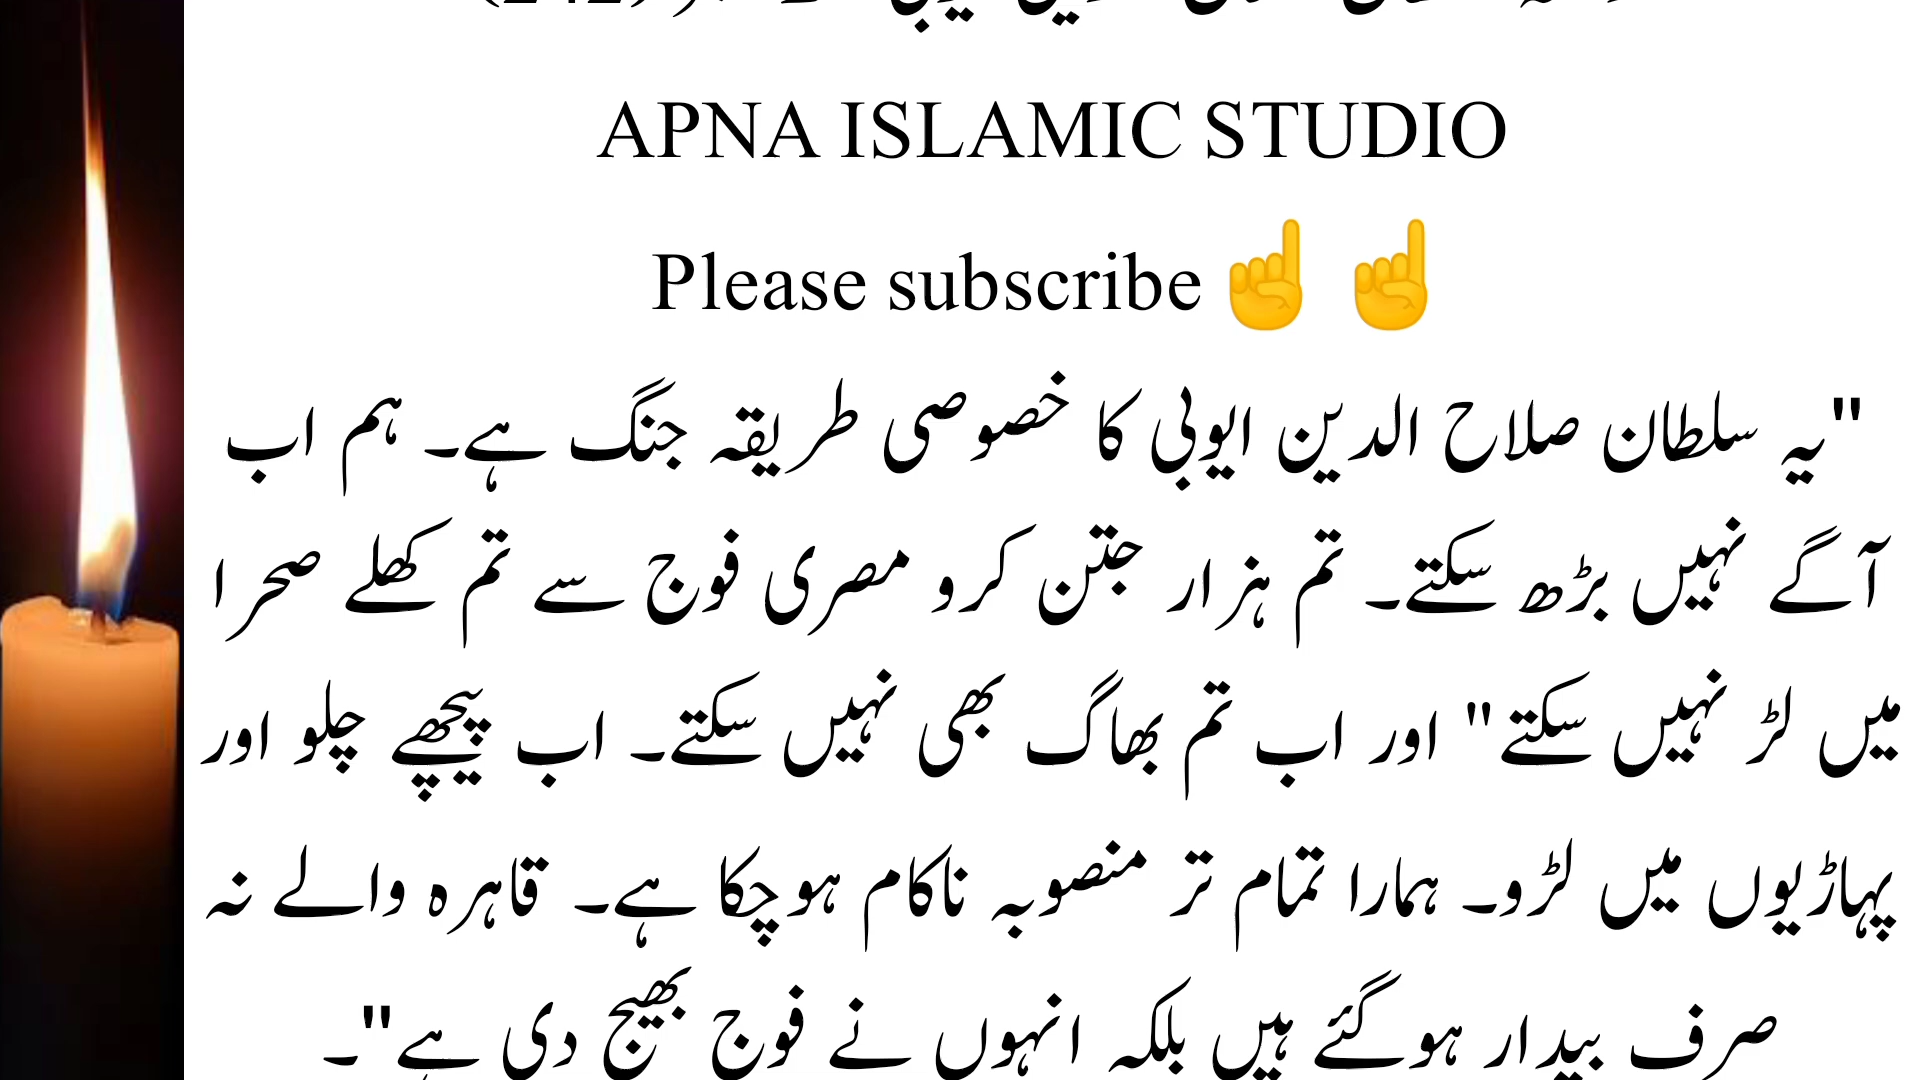 APNA ISLAMIC STUDIO
Please subscribe☝☝
"یہ سلطان صلاح الدین ایوبی کا خصوصی طریقہ جنگ ہے۔ ہم اب
آگے نہیں بڑھ سکتے۔ تم ہزار جتن کرو مصری فوج سے تم کھلے صحرا
میں لڑ نہیں سکتے" اور اب تم بھاگ بھی نہیں سکتے۔ اب پیچھے چلو اور
پہاڑیوں میں لڑو۔ ہمارا تمام تر منصوبہ ناکام ہوچکا ہے۔ قاہرہ والے نہ
صرف بیدار ہوگئے ہیں بلکہ انہوں نے فوج بھیج دی ہے"۔